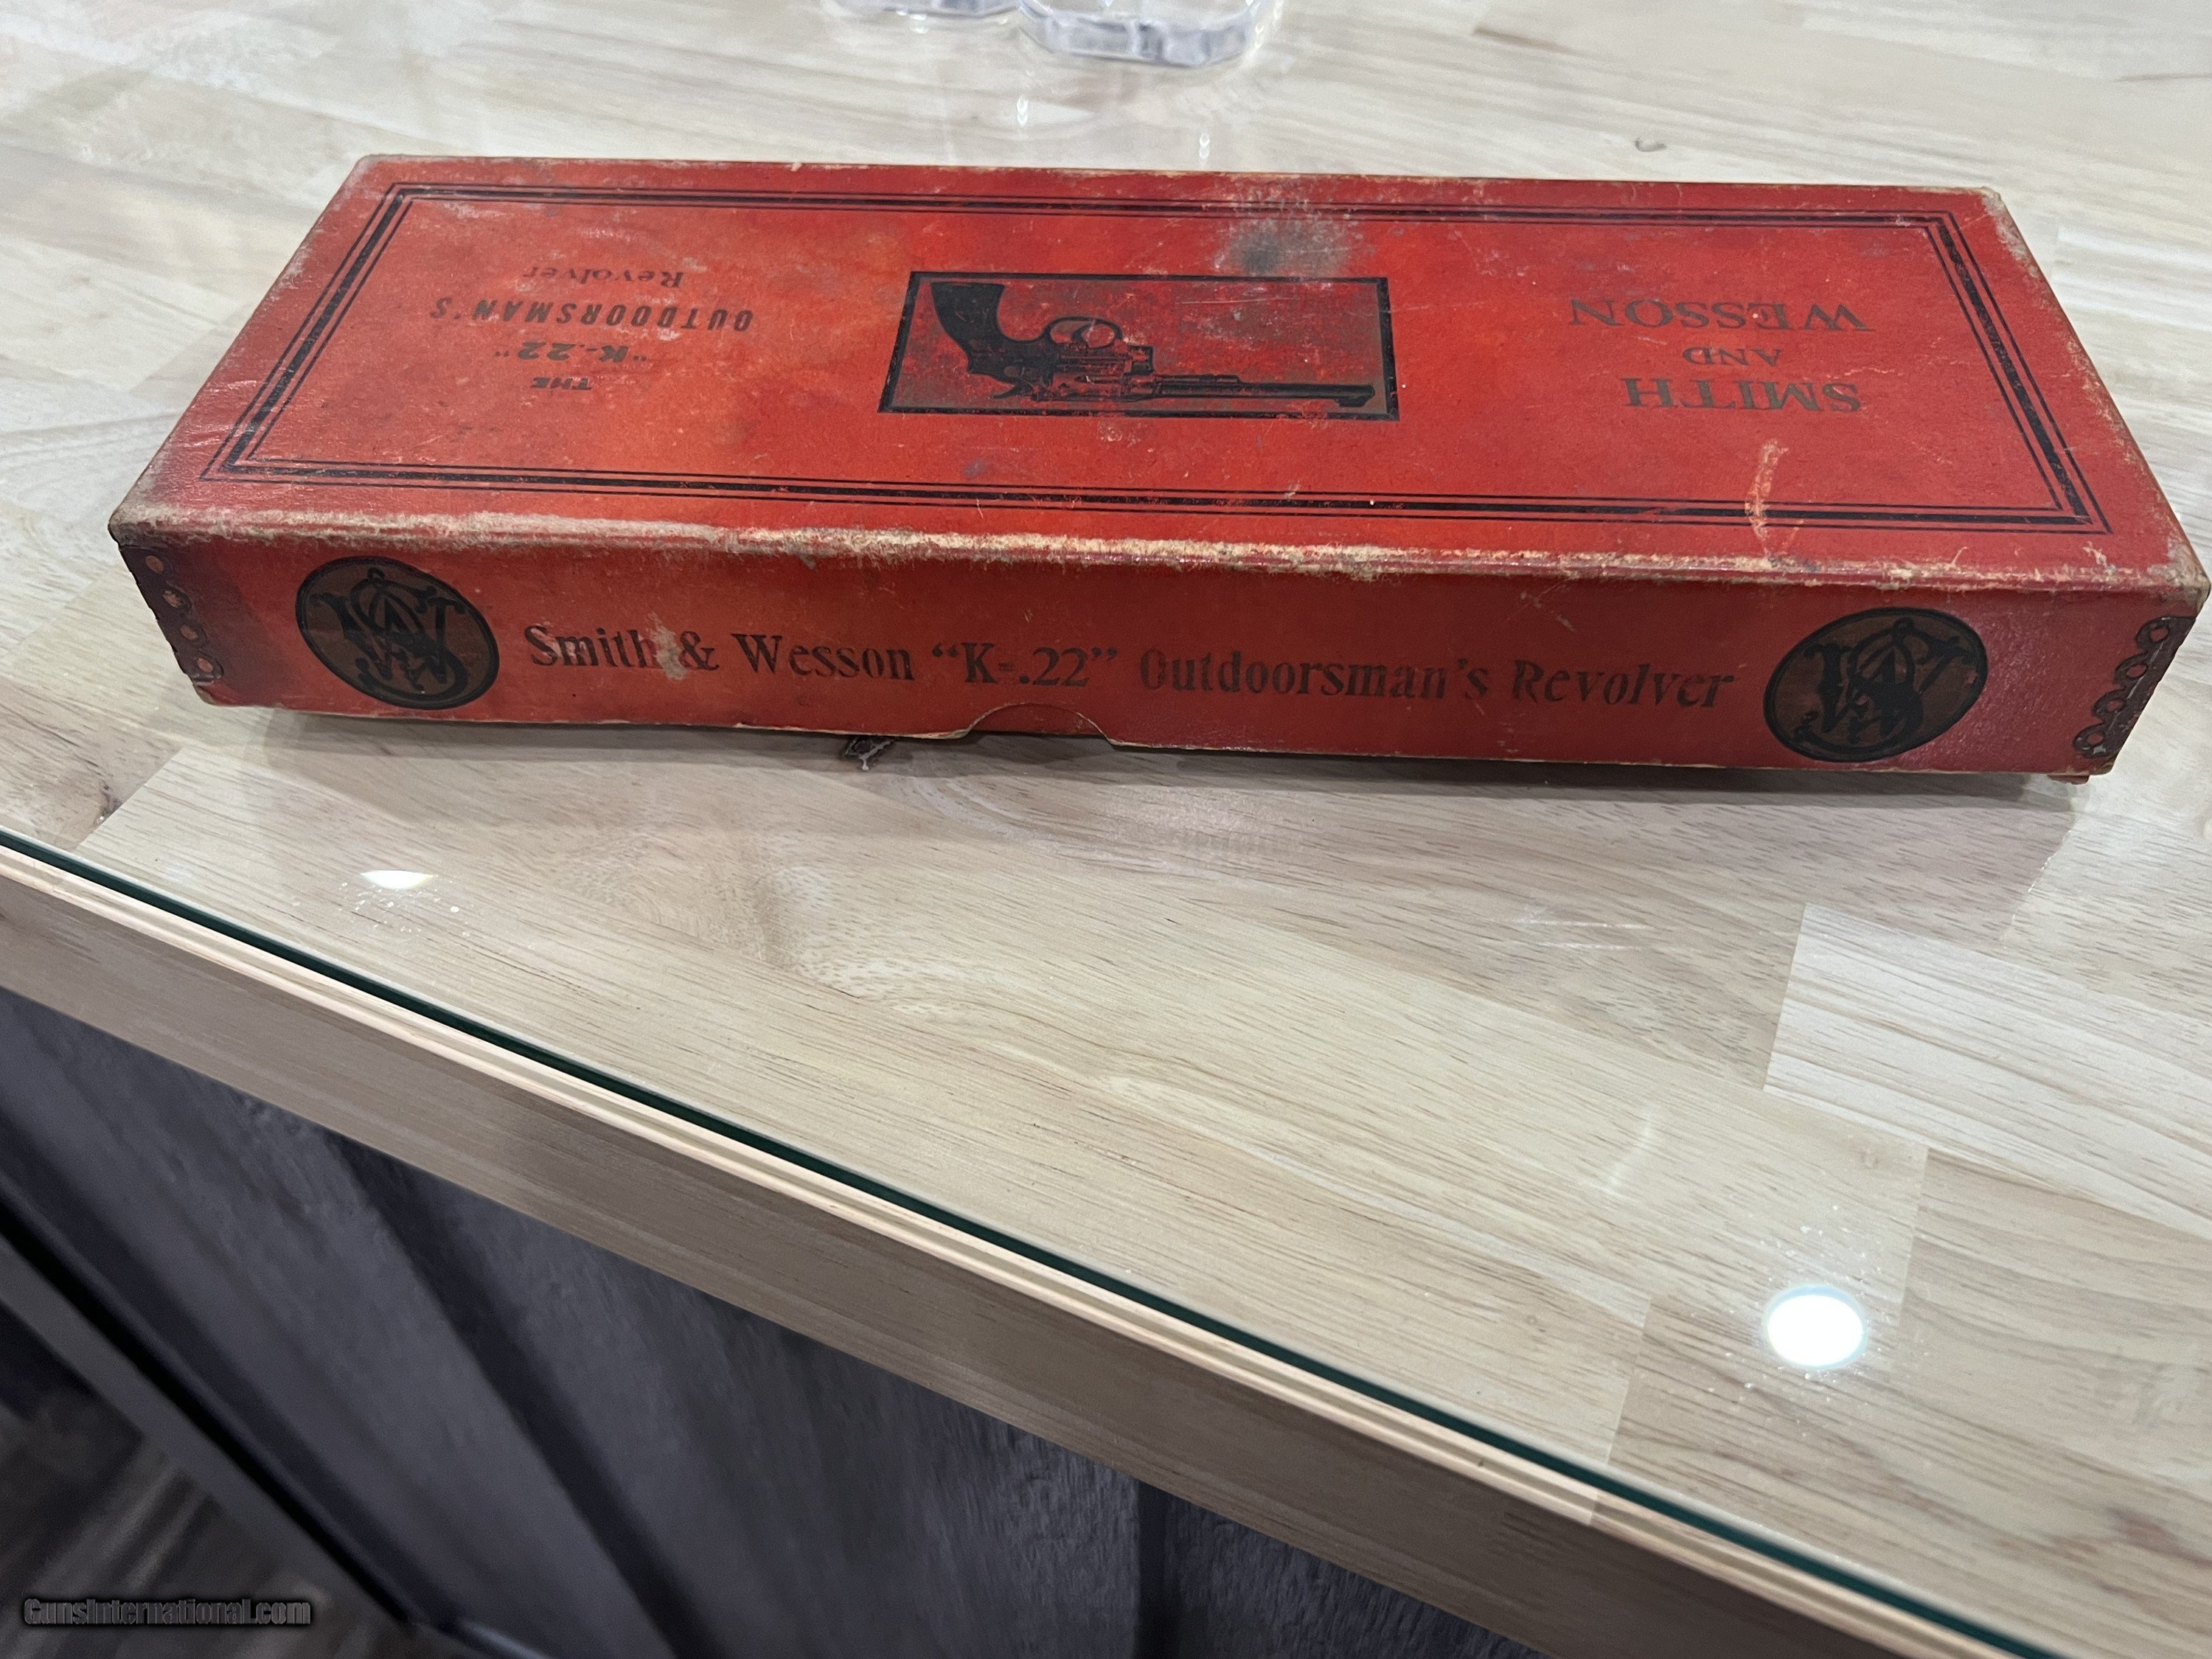 THE
"K-.22"
OUTDOORSMAN'S
Revolver
SMITH
AND
WESSON
Smith & Wesson "K-.22" Outdoorsman's Revolver
GunsInternational.com